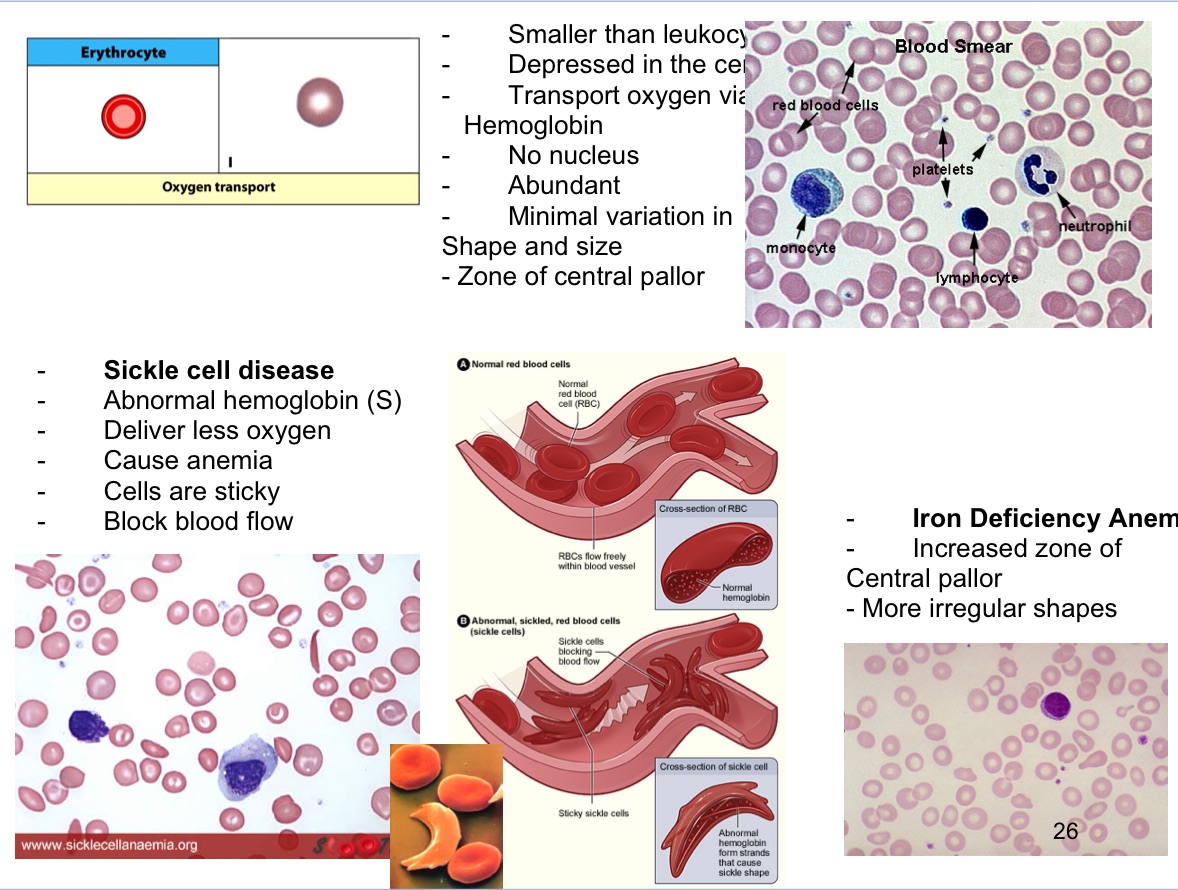 Erythrocyte
I
Oxygen transport
- Smaller than leukocy
- Depressed in the cen
- Transport oxygen via
Hemoglobin
- No nucleus
- Abundant
- Minimal variation in
Shape and size
- Zone of central pallor
Blood Smear
red blood cells
platelets
neutrophil
monocyte
lymphocyte
- Sickle cell disease
- Abnormal hemoglobin (S)
- Deliver less oxygen
- Cause anemia
- Cells are sticky
- Block blood flow
www.sicklecellanaemia.org
A Normal red blood cells
Normal
red blood
cell (RBC)
RBCs flow freely
within blood vessel
Cross-section of RBC
Normal
hemoglobin
B Abnormal, sickled, red blood cells
(sickle cells)
Sickle cells
blocking
blood flow
Sticky sickle cells
Cross-section of sickle cell
Abnormal
hemoglobin
form strands
that cause
sickle shape
- Iron Deficiency Anem
- Increased zone of
Central pallor
- More irregular shapes
26